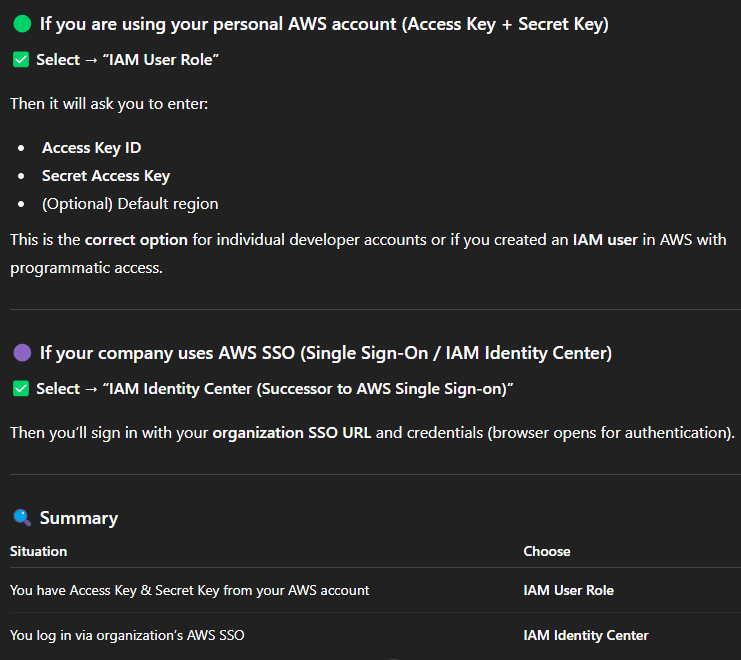 If you are using your personal AWS account (Access Key + Secret Key)
Select → “IAM User Role”
Then it will ask you to enter:
• Access Key ID
• Secret Access Key
• (Optional) Default region
This is the correct option for individual developer accounts or if you created an IAM user in AWS with
programmatic access.
If your company uses AWS SSO (Single Sign-On / IAM Identity Center)
Select → “IAM Identity Center (Successor to AWS Single Sign-on)”
Then you’ll sign in with your organization SSO URL and credentials (browser opens for authentication).
Summary
Situation Choose
You have Access Key & Secret Key from your AWS account IAM User Role
You log in via organization’s AWS SSO IAM Identity Center